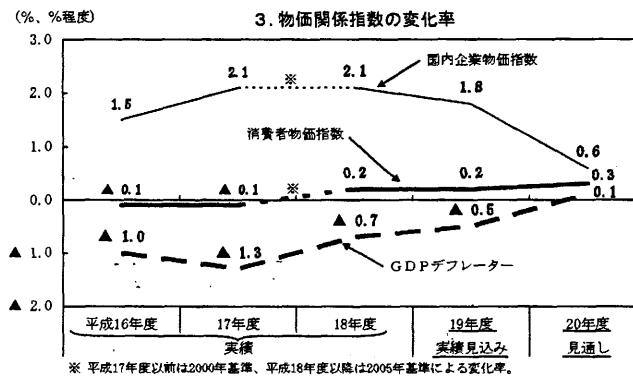 (%、%程度)
3.物価関係指数の変化率
3.0
国内企業物価指数
2.1 ※ 2.1
1.8
2.0
1.5
消費者物価指数
1.0
0.6
▲ 0.1 ▲ 0.1 ※ 0.2 0.2 0.3
0.0 0.1
▲ 1.0 ▲ 1.3 ▲ 0.7 ▲ 0.5
▲ 1.0
GDPデフレーター
▲ 2.0
平成16年度 17年度 18年度 19年度 20年度
実績 実績見込み 見通し
※ 平成17年度以前は2000年基準、平成18年度以降は2005年基準による変化率。